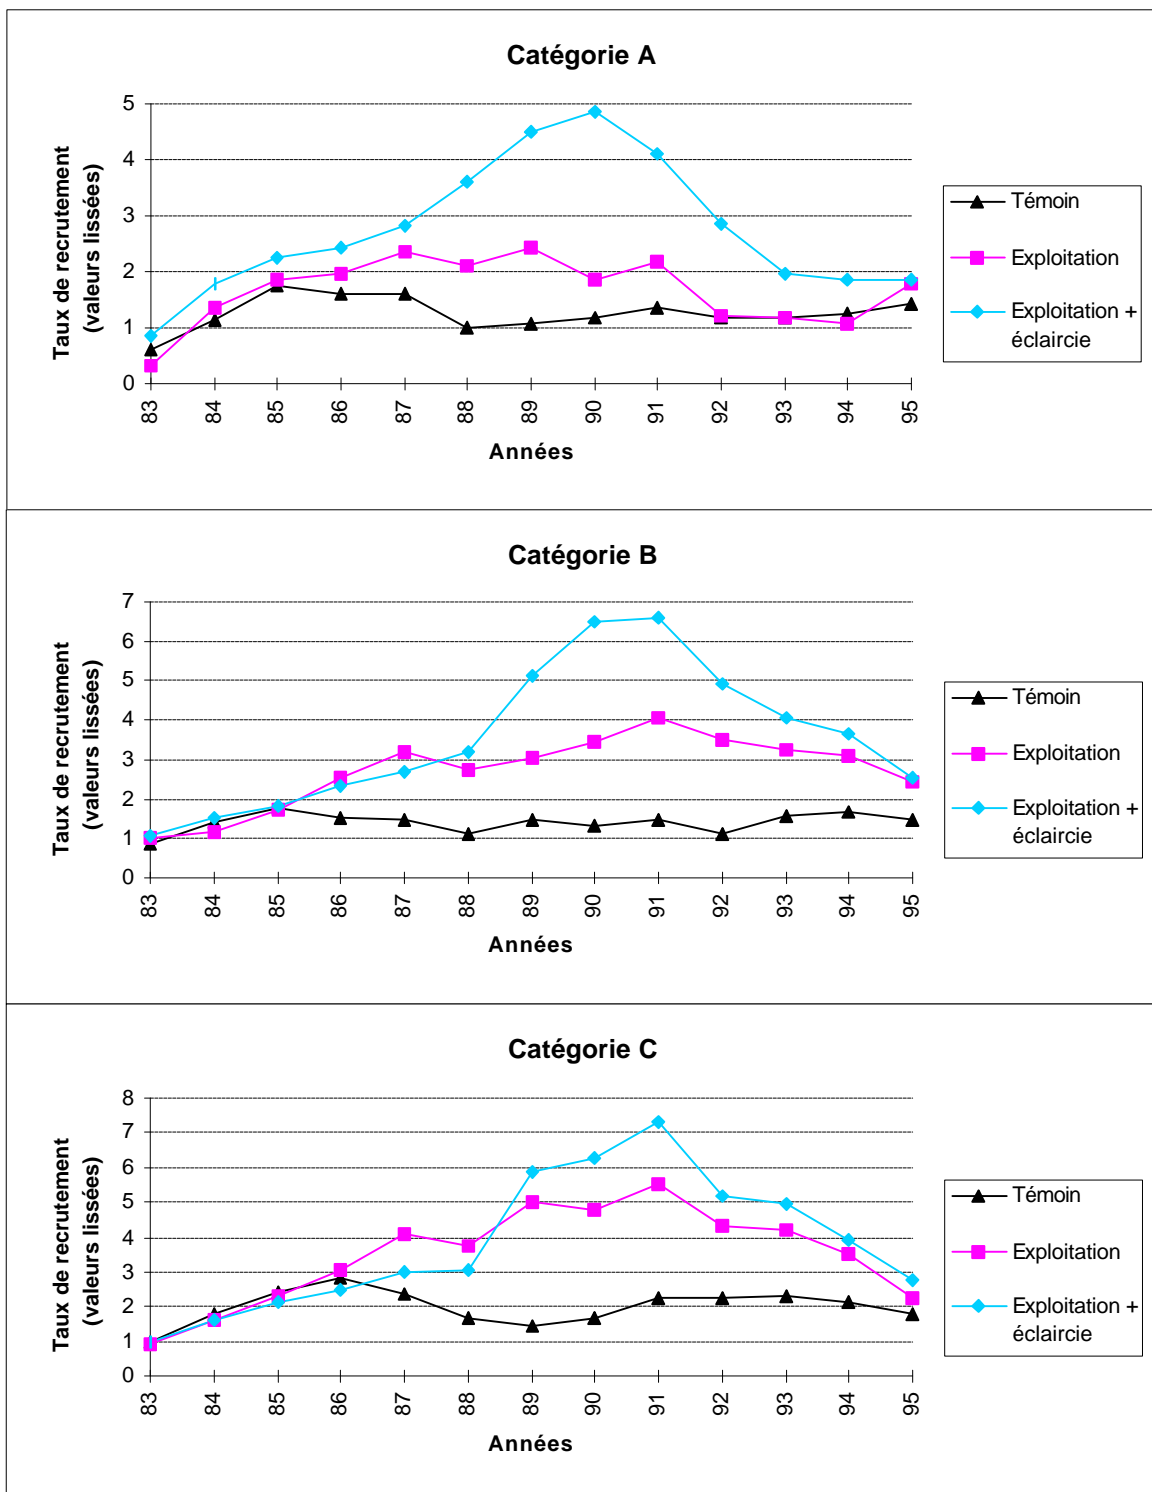 Catégorie A
Taux de recrutement
(valeurs lissées)
5
4
3
2
1
0
83 84 85 86 87 88 89 90 91 92 93 94 95
Années
Témoin
Exploitation
Exploitation +
éclaircie
Catégorie B
Taux de recrutement
(valeurs lissées)
7
6
5
4
3
2
1
0
83 84 85 86 87 88 89 90 91 92 93 94 95
Années
Témoin
Exploitation
Exploitation +
éclaircie
Catégorie C
Taux de recrutement
(valeurs lissées)
8
7
6
5
4
3
2
1
0
83 84 85 86 87 88 89 90 91 92 93 94 95
Années
Témoin
Exploitation
Exploitation +
éclaircie